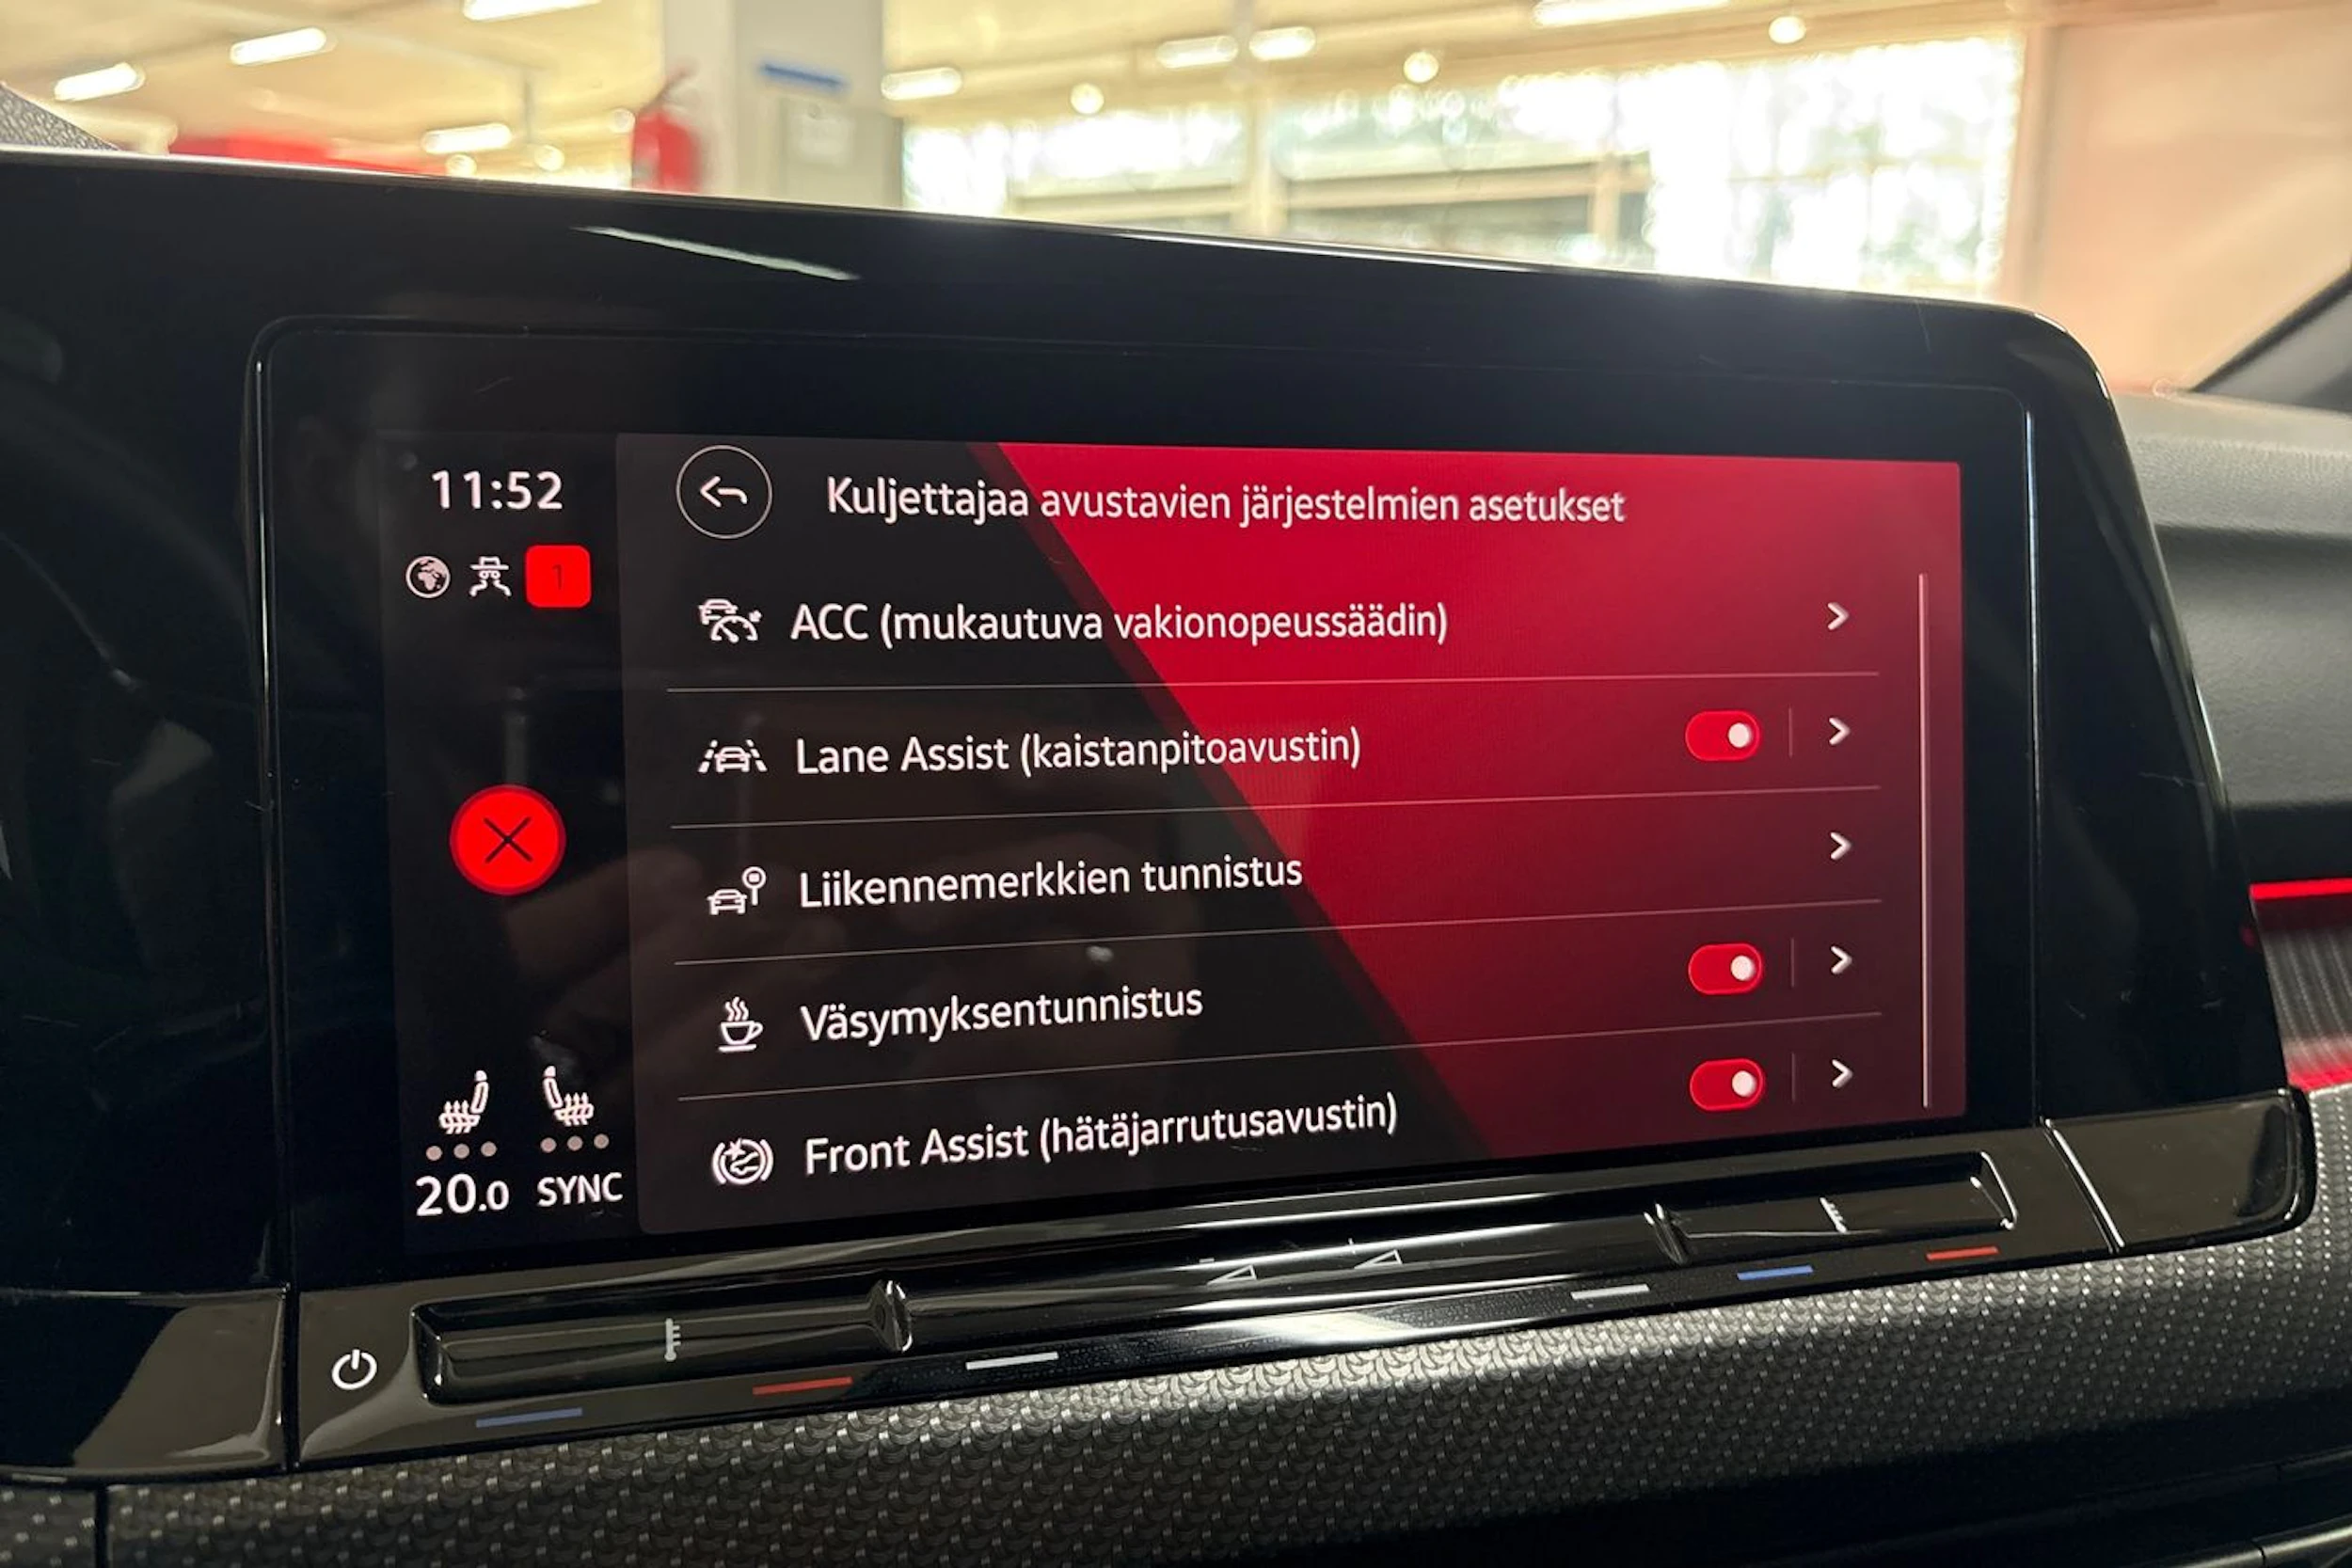 11:52
1
Kuljettajaa avustavien järjestelmien asetukset
ACC (mukautuva vakionopeussäädin)
Lane Assist (kaistanpitoavustin)
Liikennemerkkien tunnistus
Väsymyksentunnistus
Front Assist (hätäjarrutusavustin)
20.0 SYNC